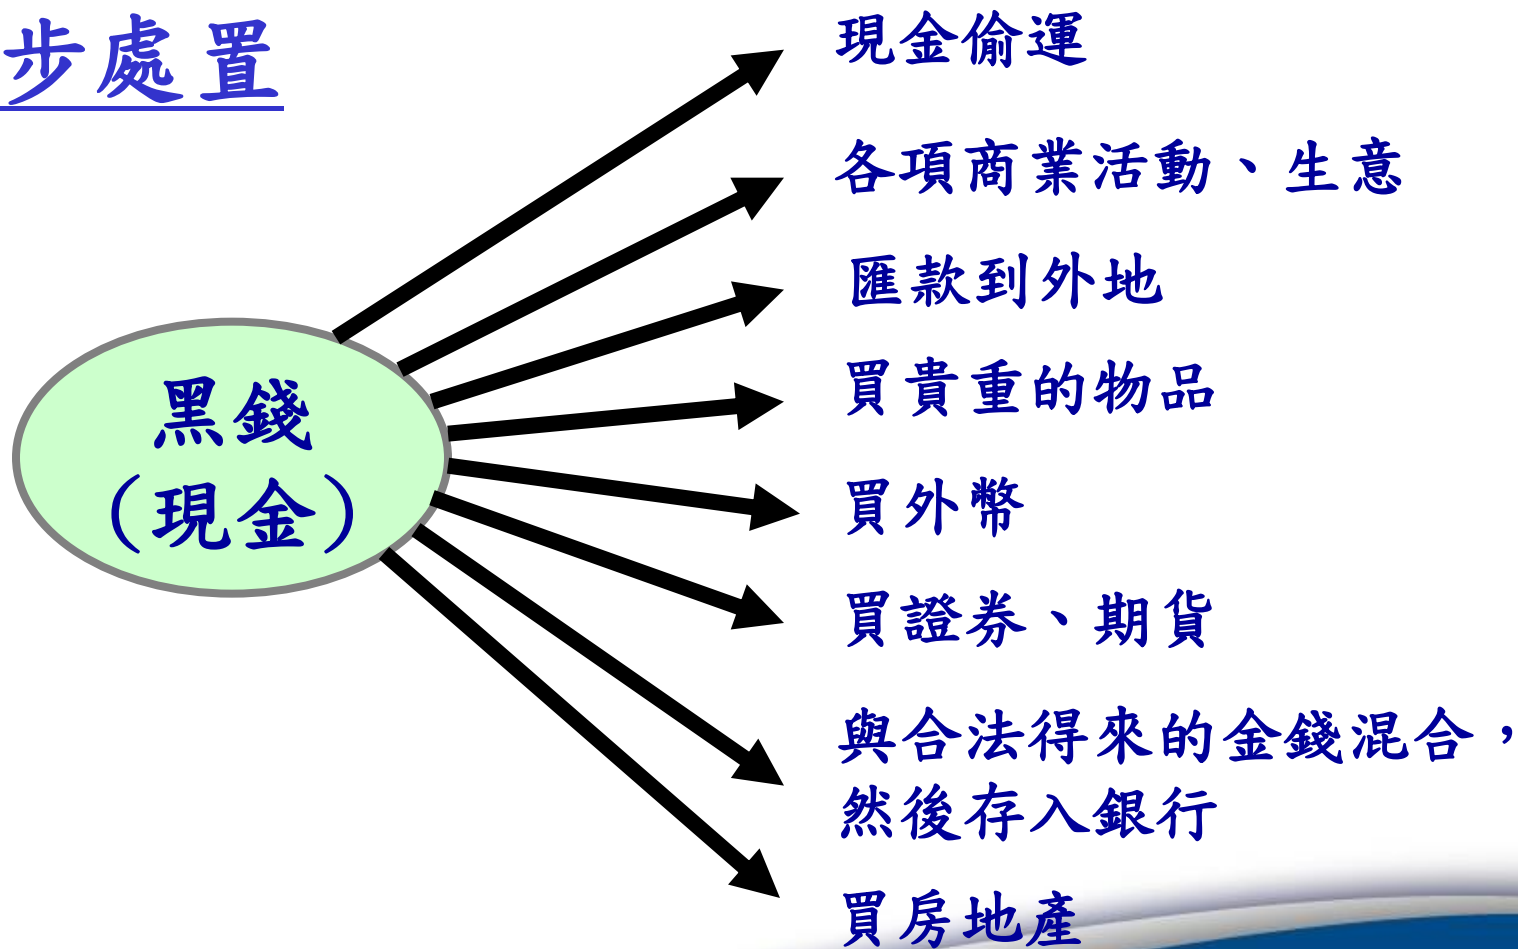 步處置
現金偷運
各項商業活動、生意
匯款到外地
買貴重的物品
黑錢
（現金）
買外幣
買證券、期貨
與合法得來的金錢混合，
然後存入銀行
買房地產